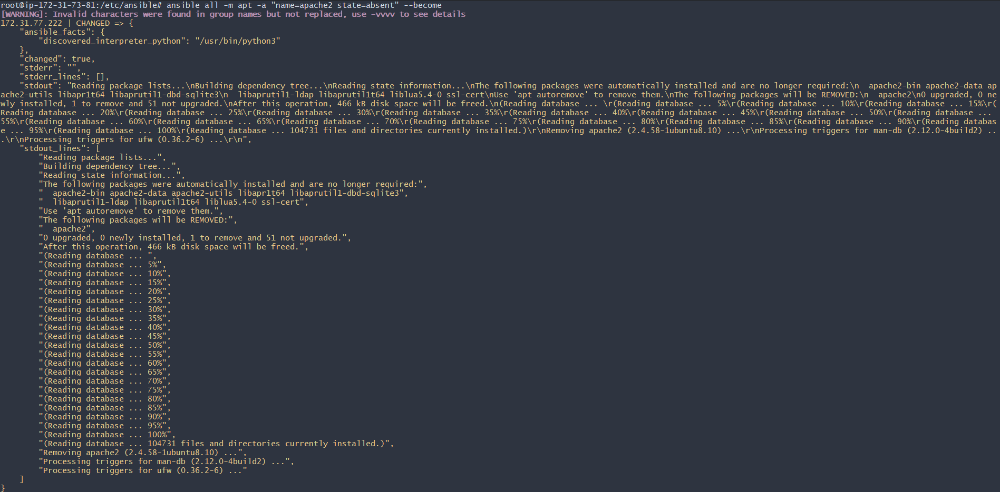 root@ip-172-31-73-81:/etc/ansible# ansible all -m apt -a "name=apache2 state=absent" --become
[WARNING]: Invalid characters were found in group names but not replaced, use -vvvv to see details
172.31.77.222 | CHANGED => {
    "ansible_facts": {
        "discovered_interpreter_python": "/usr/bin/python3"
    },
    "changed": true,
    "stderr": "",
    "stderr_lines": [],
    "stdout": "Reading package lists...\nBuilding dependency tree...\nReading state information...\nThe following packages were automatically installed and are no longer required:\n  apache2-bin apache2-data ap
ache2-utils libapr1t64 libaprutil1-dbd-sqlite3\n  libaprutil1-ldap libaprutil1t64 liblua5.4-0 ssl-cert\nUse 'apt autoremove' to remove them.\nThe following packages will be REMOVED:\n  apache2\n0 upgraded, 0 ne
wly installed, 1 to remove and 51 not upgraded.\nAfter this operation, 466 kB disk space will be freed.\n(Reading database ... \r(Reading database ... 5%\r(Reading database ... 10%\r(Reading database ... 15%\r(
Reading database ... 20%\r(Reading database ... 25%\r(Reading database ... 30%\r(Reading database ... 35%\r(Reading database ... 40%\r(Reading database ... 45%\r(Reading database ... 50%\r(Reading database ... 
55%\r(Reading database ... 60%\r(Reading database ... 65%\r(Reading database ... 70%\r(Reading database ... 75%\r(Reading database ... 80%\r(Reading database ... 85%\r(Reading database ... 90%\r(Reading databas
e ... 95%\r(Reading database ... 100%\r(Reading database ... 104731 files and directories currently installed.)\r\nRemoving apache2 (2.4.58-1ubuntu8.10) ...\r\nProcessing triggers for man-db (2.12.0-4build2) ..
.\r\nProcessing triggers for ufw (0.36.2-6) ...\r\n",
    "stdout_lines": [
        "Reading package lists...",
        "Building dependency tree...",
        "Reading state information...",
        "The following packages were automatically installed and are no longer required:",
        "  apache2-bin apache2-data apache2-utils libapr1t64 libaprutil1-dbd-sqlite3",
        "  libaprutil1-ldap libaprutil1t64 liblua5.4-0 ssl-cert",
        "Use 'apt autoremove' to remove them.",
        "The following packages will be REMOVED:",
        "  apache2",
        "0 upgraded, 0 newly installed, 1 to remove and 51 not upgraded.",
        "After this operation, 466 kB disk space will be freed.",
        "(Reading database ... ",
        "(Reading database ... 5%",
        "(Reading database ... 10%",
        "(Reading database ... 15%",
        "(Reading database ... 20%",
        "(Reading database ... 25%",
        "(Reading database ... 30%",
        "(Reading database ... 35%",
        "(Reading database ... 40%",
        "(Reading database ... 45%",
        "(Reading database ... 50%",
        "(Reading database ... 55%",
        "(Reading database ... 60%",
        "(Reading database ... 65%",
        "(Reading database ... 70%",
        "(Reading database ... 75%",
        "(Reading database ... 80%",
        "(Reading database ... 85%",
        "(Reading database ... 90%",
        "(Reading database ... 95%",
        "(Reading database ... 100%",
        "(Reading database ... 104731 files and directories currently installed.)",
        "Removing apache2 (2.4.58-1ubuntu8.10) ...",
        "Processing triggers for man-db (2.12.0-4build2) ...",
        "Processing triggers for ufw (0.36.2-6) ..."
    ]
}